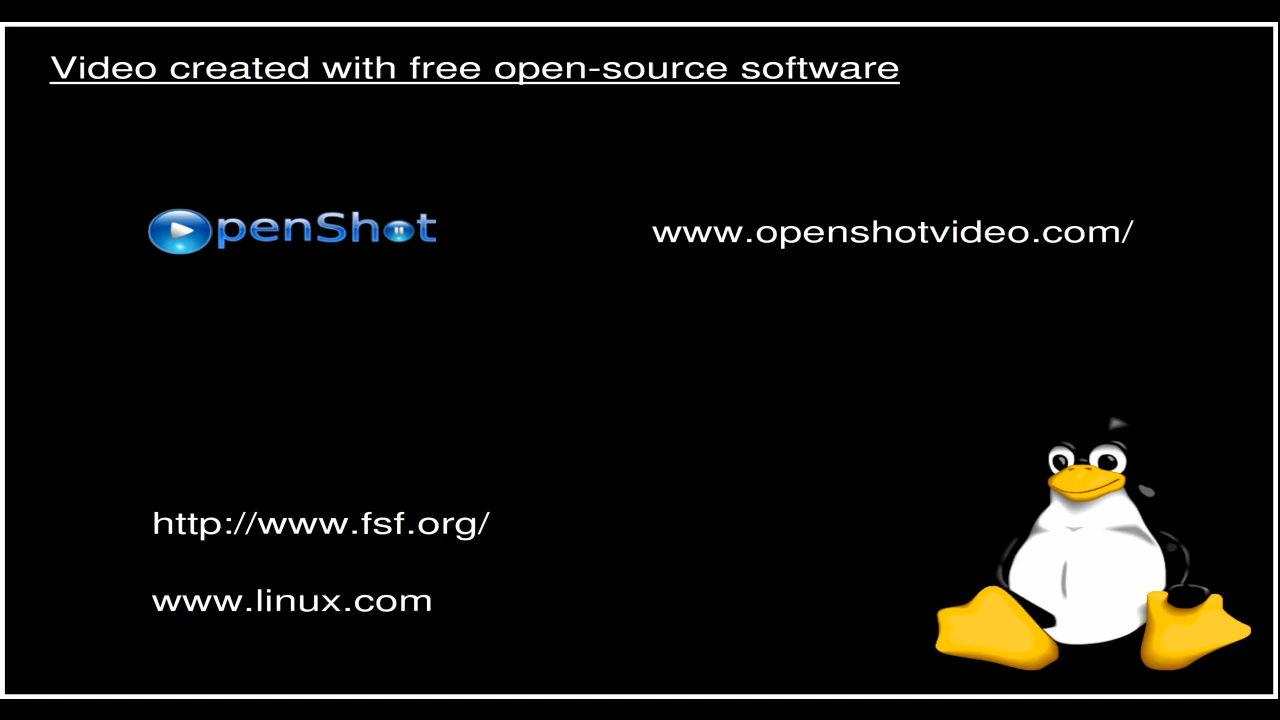 Video created with free open-source software
OpenShot
www.openshotvideo.com/
http://www.fsf.org/
www.linux.com